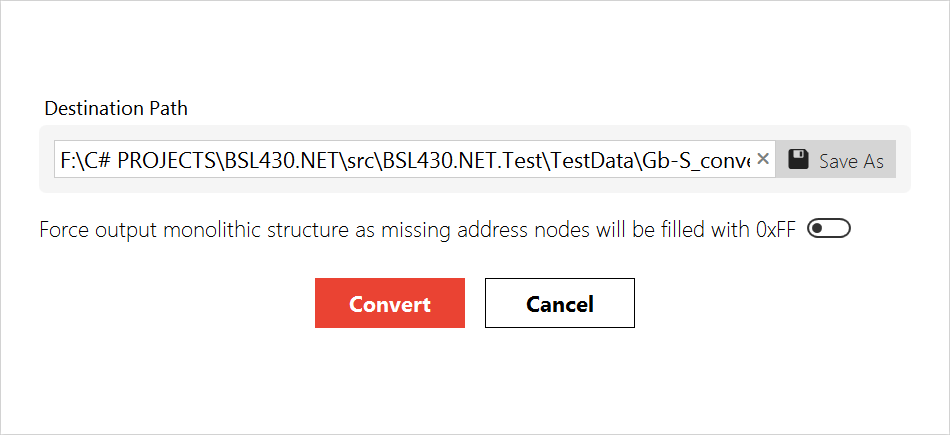 Destination Path
F:\C# PROJECTS\BSL430.NET\src\BSL430.NET.Test\TestData\Gb-S_conve
Save As
Force output monolithic structure as missing address nodes will be filled with 0xFF
Convert
Cancel